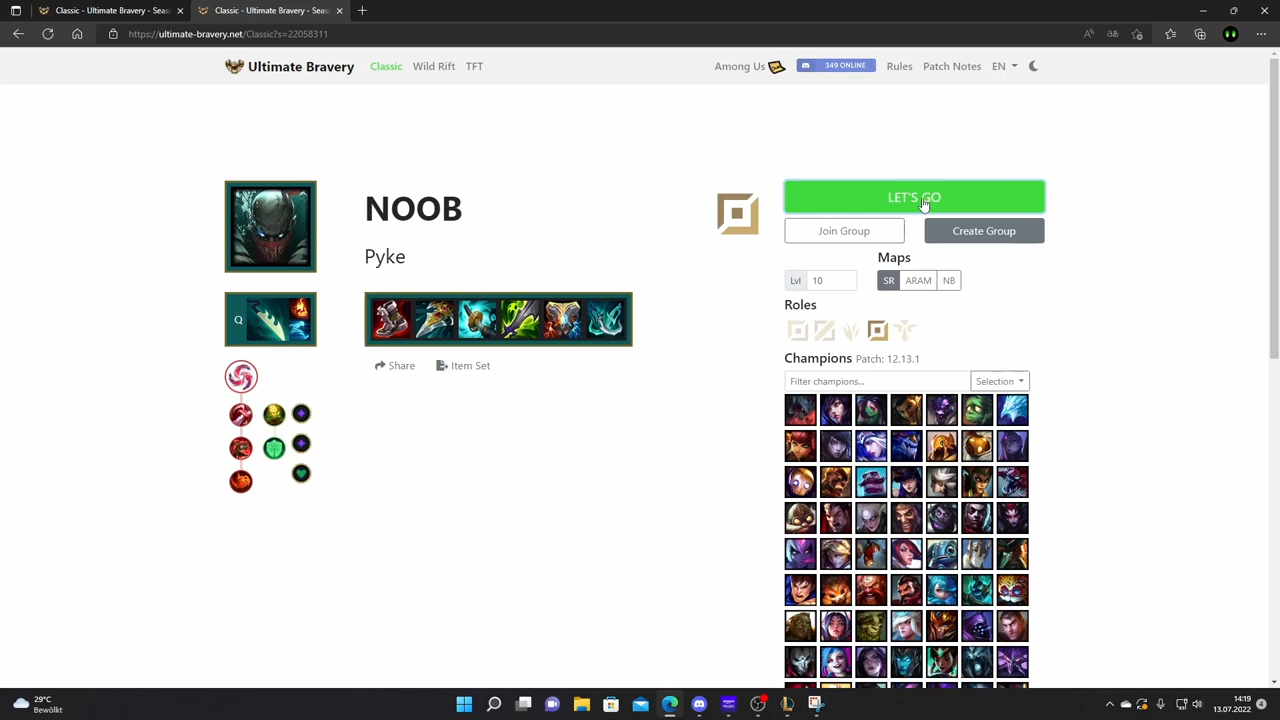 Classic - Ultimate Bravery - Seas
Classic - Ultimate Bravery - Seas
https://ultimate-bravery.net/Classic?s=22058311
Ultimate Bravery
Classic
Wild Rift
TFT
Among Us
349 ONLINE
Rules
Patch Notes
EN
NOOB
Pyke
Q
Share
Item Set
LET'S GO
Join Group
Create Group
Maps
Lvl 10
SR ARAM NB
Roles
Champions Patch: 12.13.1
Filter champions...
Selection
29°C
Bewölkt
14:19
13.07.2022